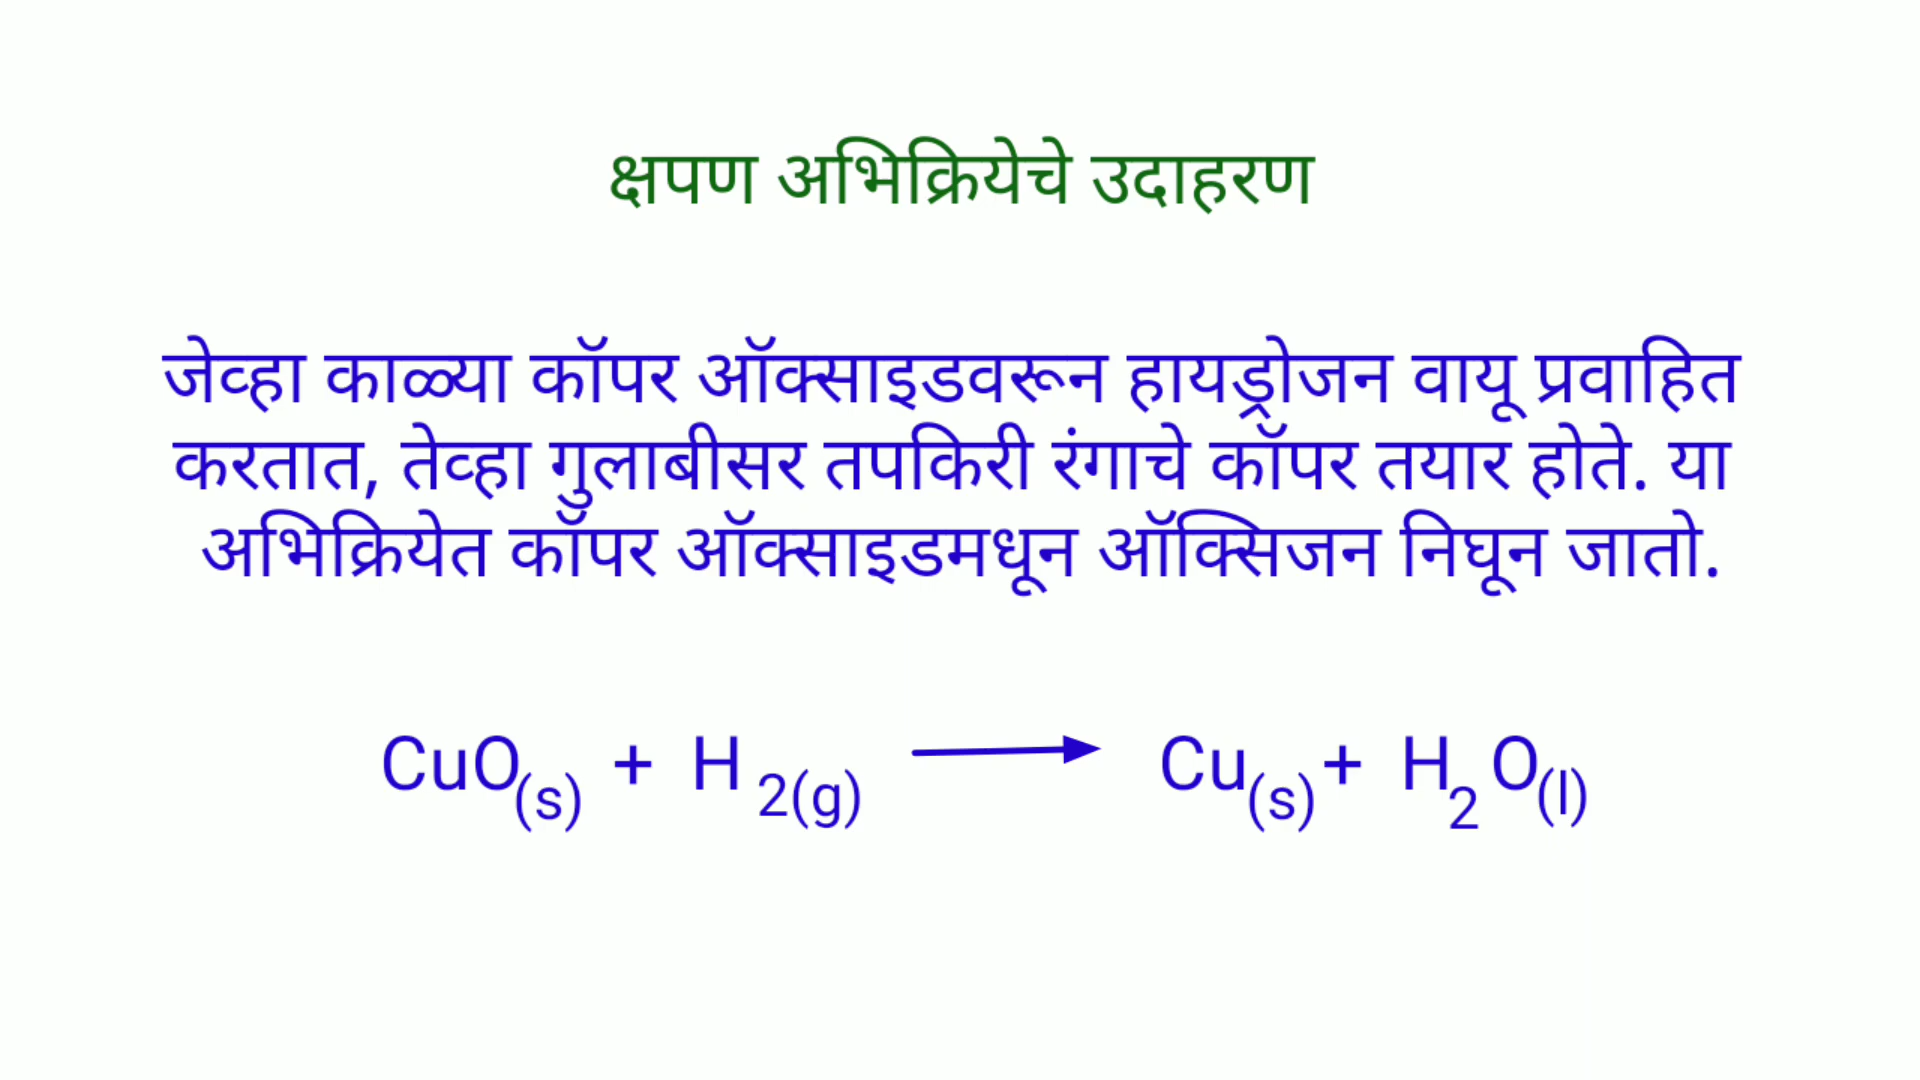 क्षपण अभिक्रियेचे उदाहरण
जेव्हा काळ्या कॉपर ऑक्साइडवरून हायड्रोजन वायू प्रवाहित
करतात, तेव्हा गुलाबीसर तपकिरी रंगाचे कॉपर तयार होते. या
अभिक्रियेत कॉपर ऑक्साइडमधून ऑक्सिजन निघून जातो.
CuO(s) + H 2(g) → Cu(s) + H2O(l)